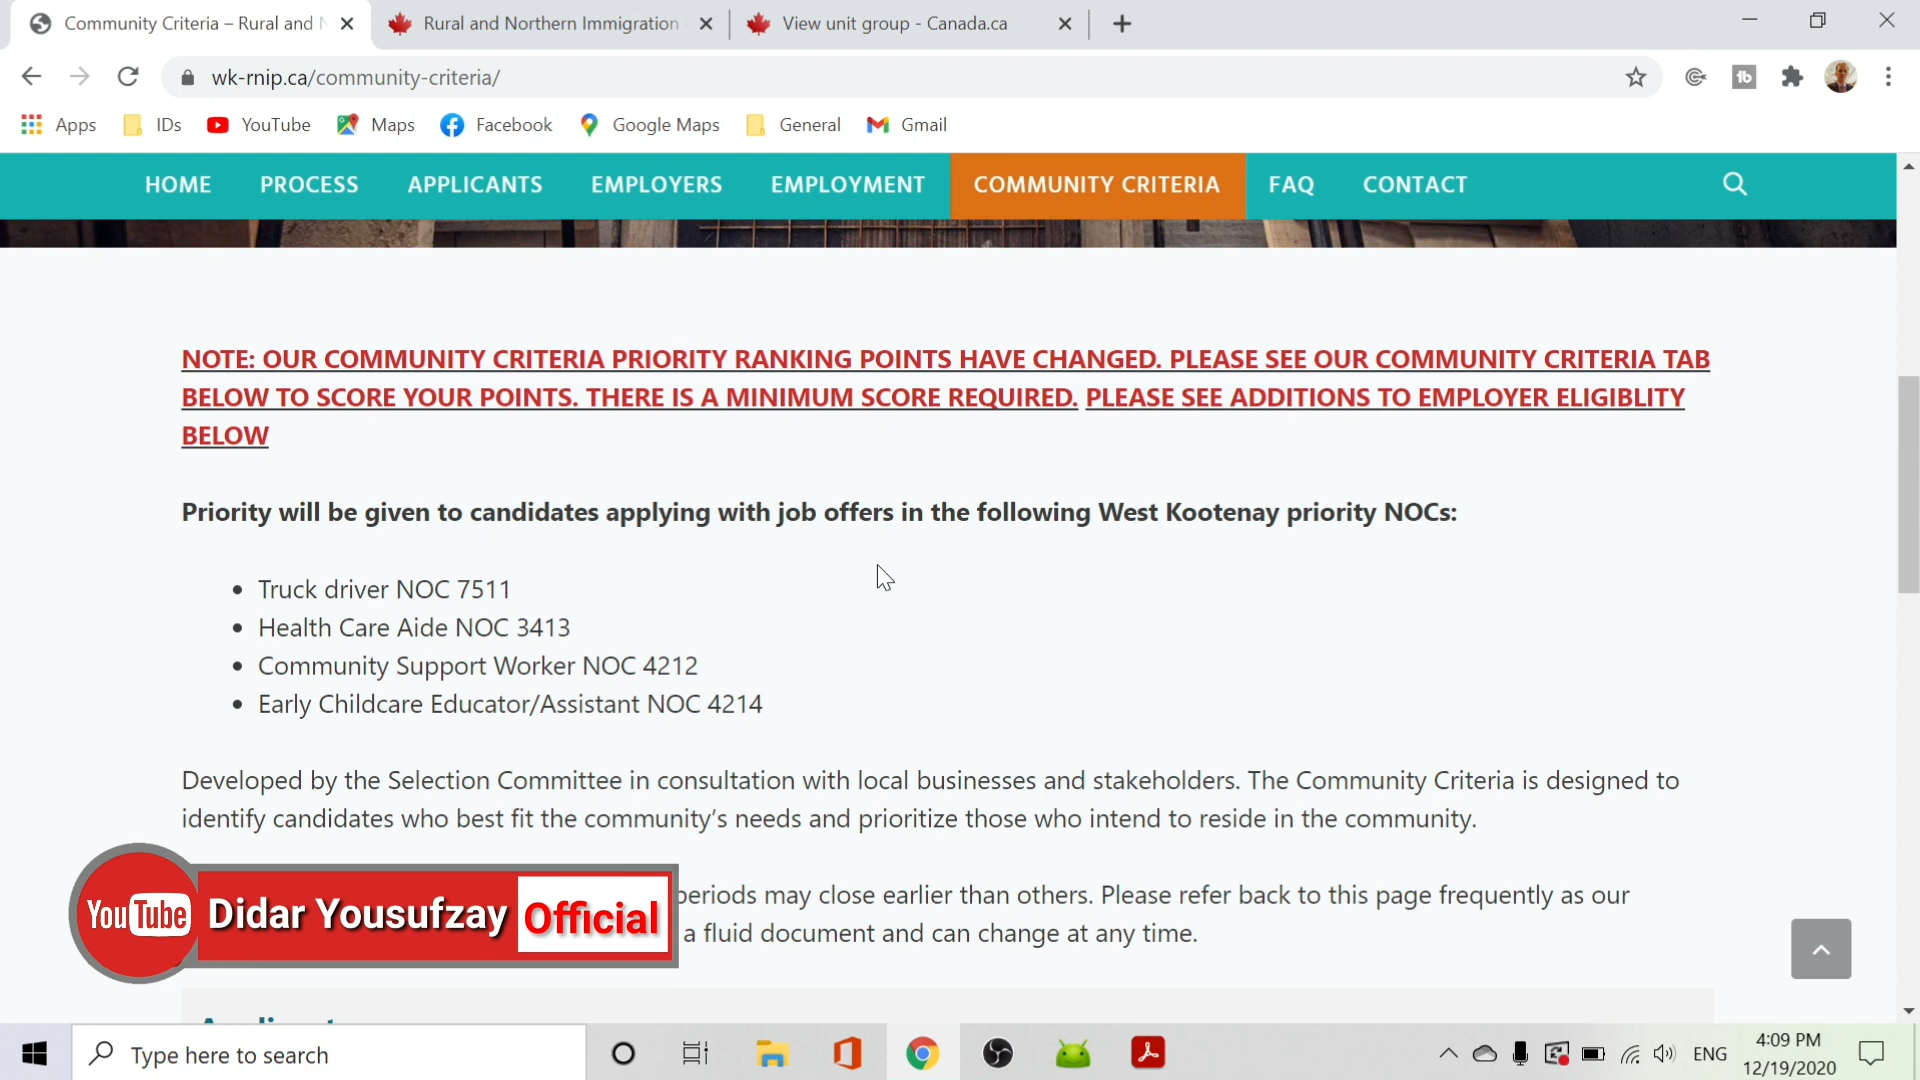 Community Criteria – Rural and N
Rural and Northern Immigration
View unit group - Canada.ca
wk-rnip.ca/community-criteria/
Apps IDs YouTube Maps Facebook Google Maps General Gmail
HOME PROCESS APPLICANTS EMPLOYERS EMPLOYMENT COMMUNITY CRITERIA FAQ CONTACT
NOTE: OUR COMMUNITY CRITERIA PRIORITY RANKING POINTS HAVE CHANGED. PLEASE SEE OUR COMMUNITY CRITERIA TAB
BELOW TO SCORE YOUR POINTS. THERE IS A MINIMUM SCORE REQUIRED. PLEASE SEE ADDITIONS TO EMPLOYER ELIGIBLITY
BELOW
Priority will be given to candidates applying with job offers in the following West Kootenay priority NOCs:
• Truck driver NOC 7511
• Health Care Aide NOC 3413
• Community Support Worker NOC 4212
• Early Childcare Educator/Assistant NOC 4214
Developed by the Selection Committee in consultation with local businesses and stakeholders. The Community Criteria is designed to
identify candidates who best fit the community’s needs and prioritize those who intend to reside in the community.
periods may close earlier than others. Please refer back to this page frequently as our
a fluid document and can change at any time.
YouTube Didar Yousufzay Official
Type here to search
ENG
4:09 PM
12/19/2020